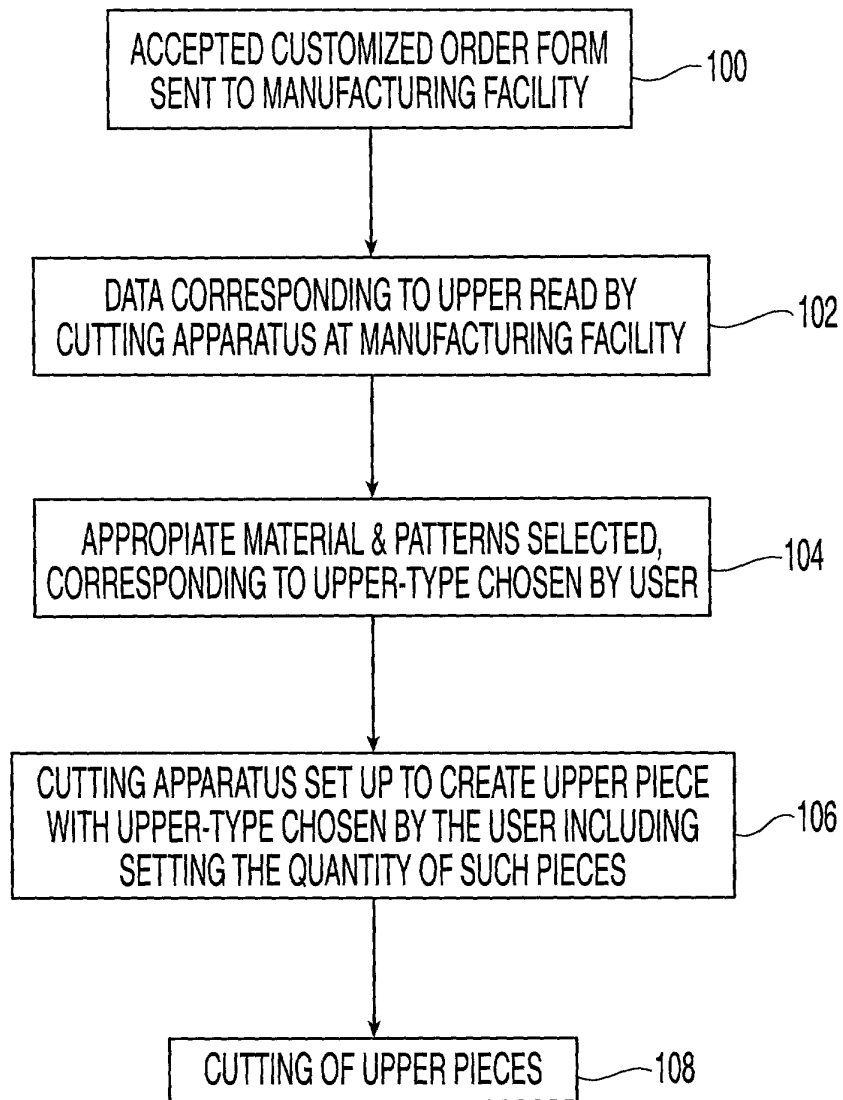 ACCEPTED CUSTOMIZED ORDER FORM
SENT TO MANUFACTURING FACILITY
100
DATA CORRESPONDING TO UPPER READ BY
CUTTING APPARATUS AT MANUFACTURING FACILITY
102
APPROPIATE MATERIAL & PATTERNS SELECTED,
CORRESPONDING TO UPPER-TYPE CHOSEN BY USER
104
CUTTING APPARATUS SET UP TO CREATE UPPER PIECE
WITH UPPER-TYPE CHOSEN BY THE USER INCLUDING
SETTING THE QUANTITY OF SUCH PIECES
106
CUTTING OF UPPER PIECES
108